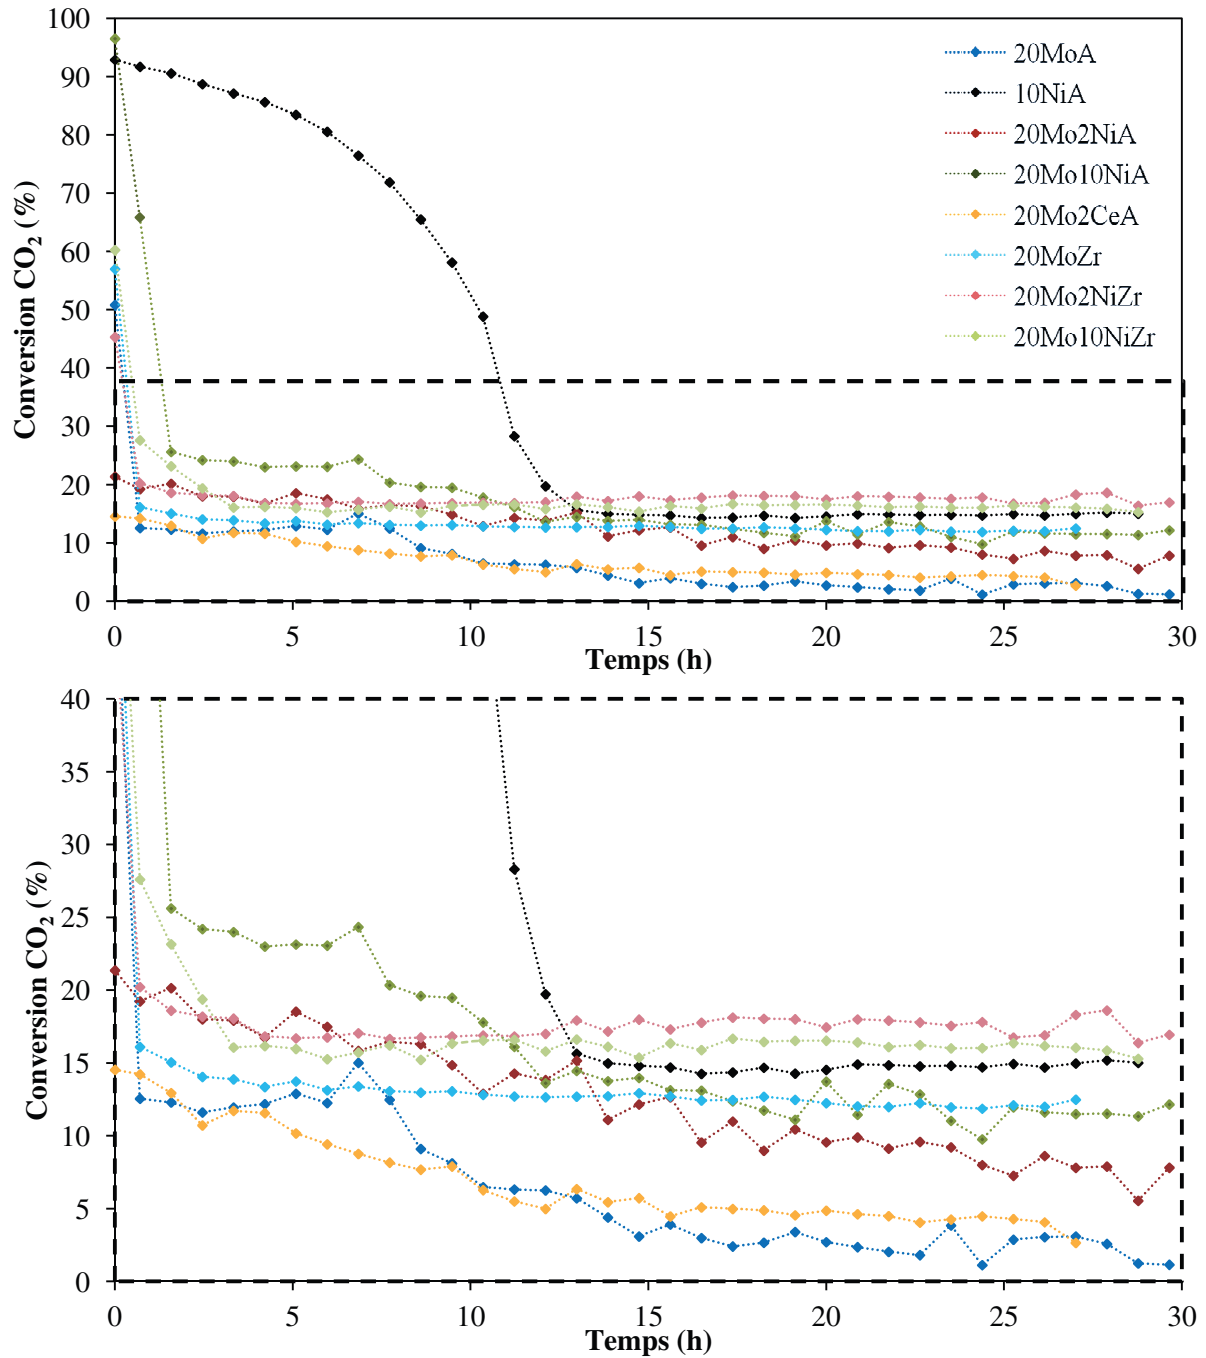 100
90
80
70
60
50
40
30
20
10
0
Conversion CO₂ (%)
20MoA
10NiA
20Mo2NiA
20Mo10NiA
20Mo2CeA
20MoZr
20Mo2NiZr
20Mo10NiZr
0 5 10 15 20 25 30
Temps (h)
40
35
30
25
20
15
10
5
0
Conversion CO₂ (%)
0 5 10 15 20 25 30
Temps (h)